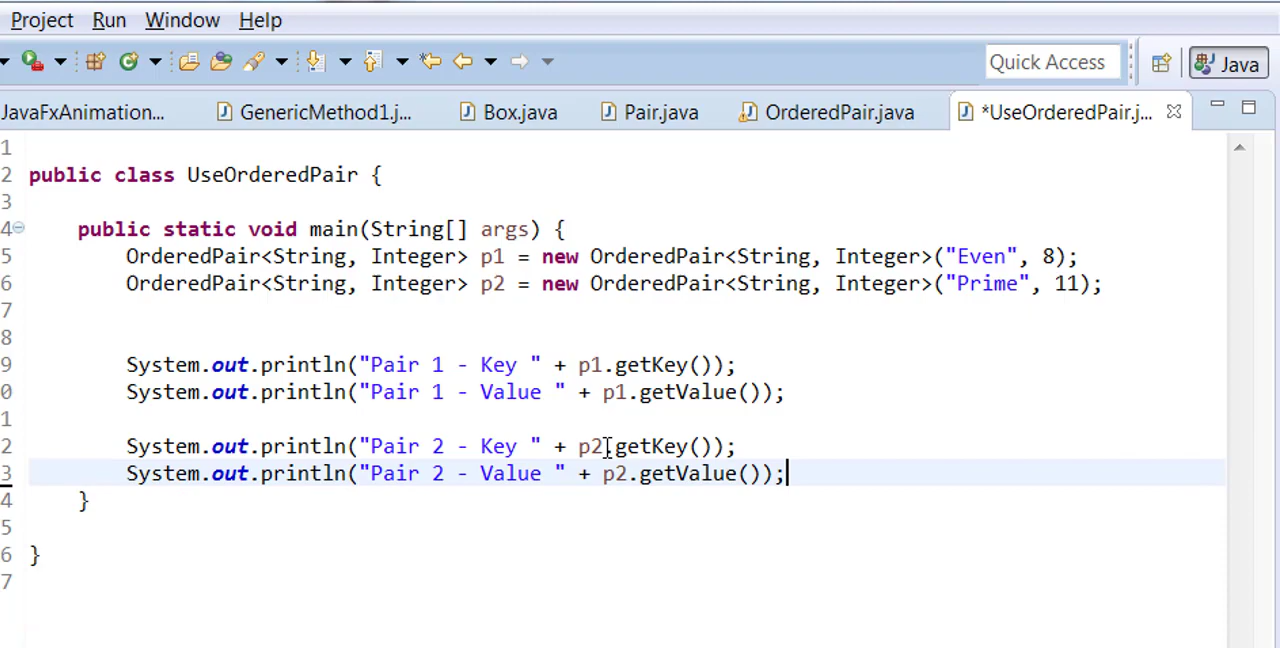 Project Run Window Help
Quick Access Java
JavaFxAnimation... GenericMethod1.j... Box.java Pair.java OrderedPair.java *UseOrderedPair.j...
1
2 public class UseOrderedPair {
3
4 public static void main(String[] args) {
5 OrderedPair<String, Integer> p1 = new OrderedPair<String, Integer>("Even", 8);
6 OrderedPair<String, Integer> p2 = new OrderedPair<String, Integer>("Prime", 11);
7
8
9 System.out.println("Pair 1 - Key " + p1.getKey());
0 System.out.println("Pair 1 - Value " + p1.getValue());
1
2 System.out.println("Pair 2 - Key " + p2.getKey());
3 System.out.println("Pair 2 - Value " + p2.getValue());
4 }
5
6 }
7